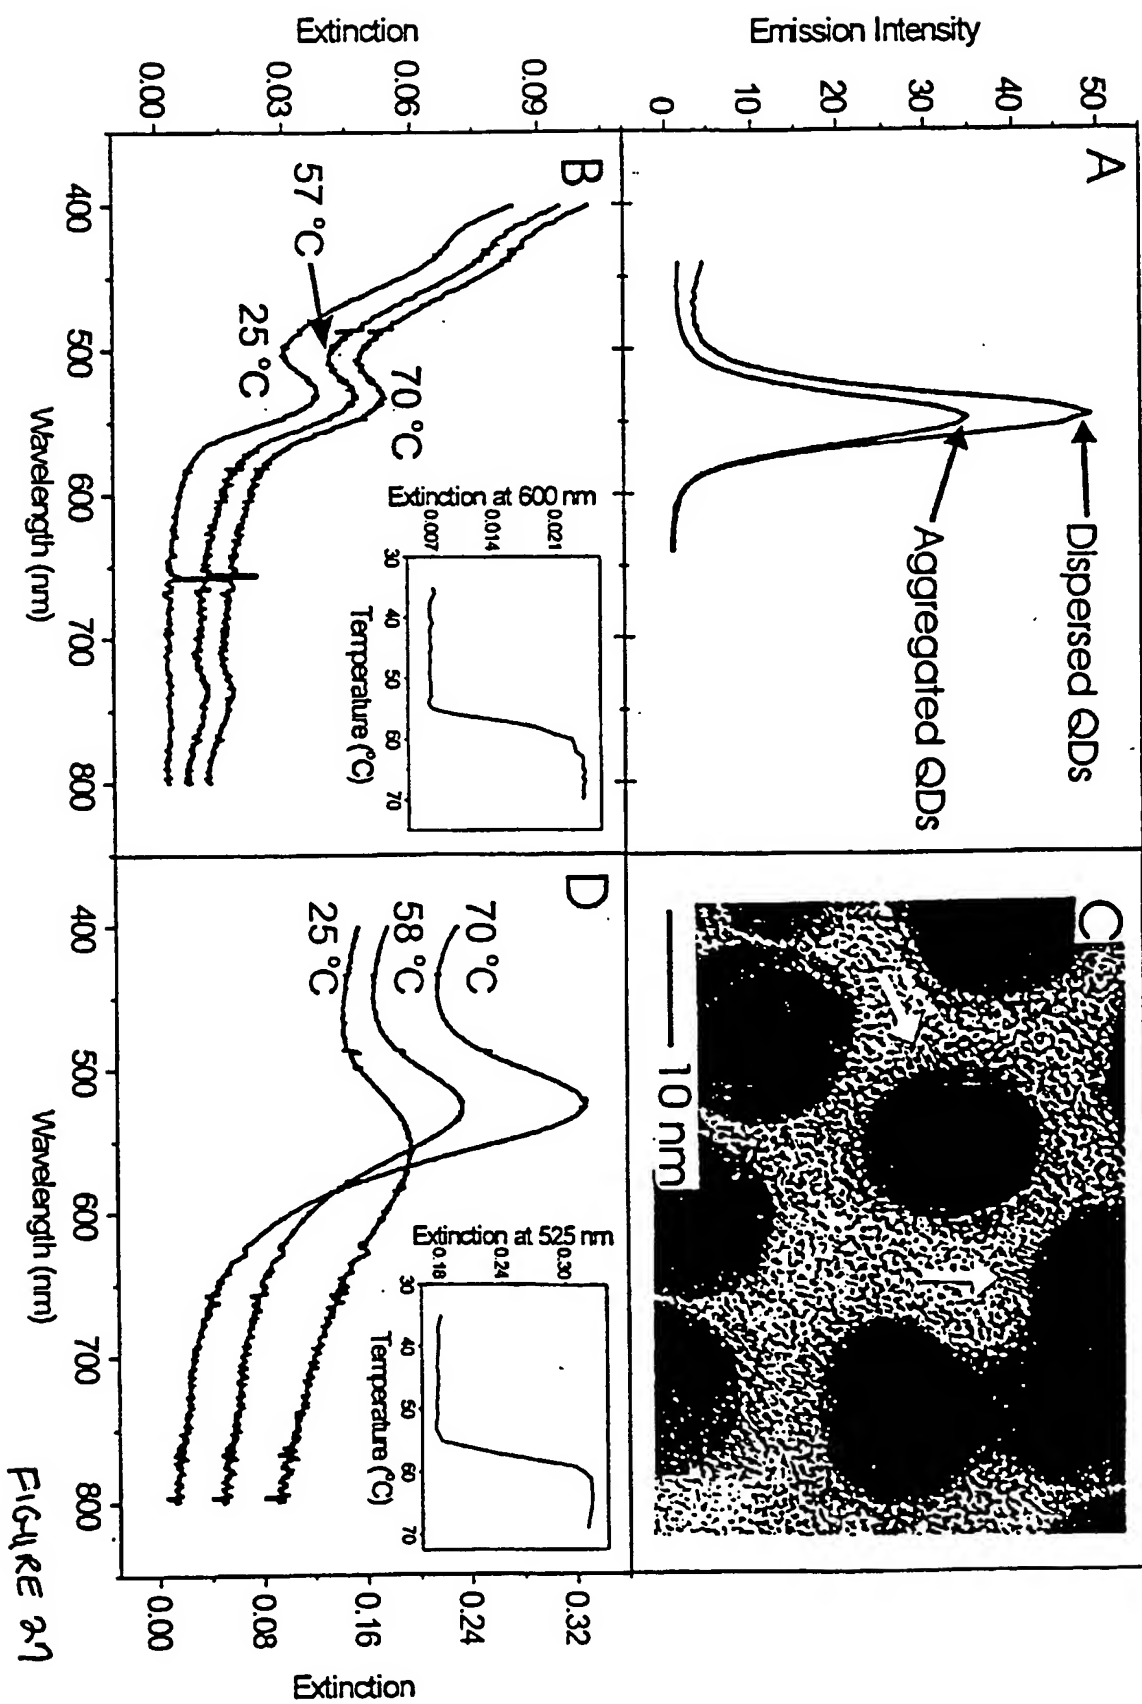 A
Emission Intensity
50
40
30
20
10
0
Dispersed QDs
Aggregated QDs
C
10 nm
B
Extinction
0.09
0.06
0.03
0.00
57 °C
25 °C
70 °C
400
500
600
700
800
Wavelength (nm)
Extinction at 600 nm
0.021
0.014
0.007
30
40
50
60
70
Temperature (°C)
D
70 °C
58 °C
25 °C
400
500
600
700
800
Wavelength (nm)
Extinction at 525 nm
0.30
0.24
0.18
30
40
50
60
70
Temperature (°C)
0.32
0.24
0.16
0.08
0.00
Extinction
FIGURE 27